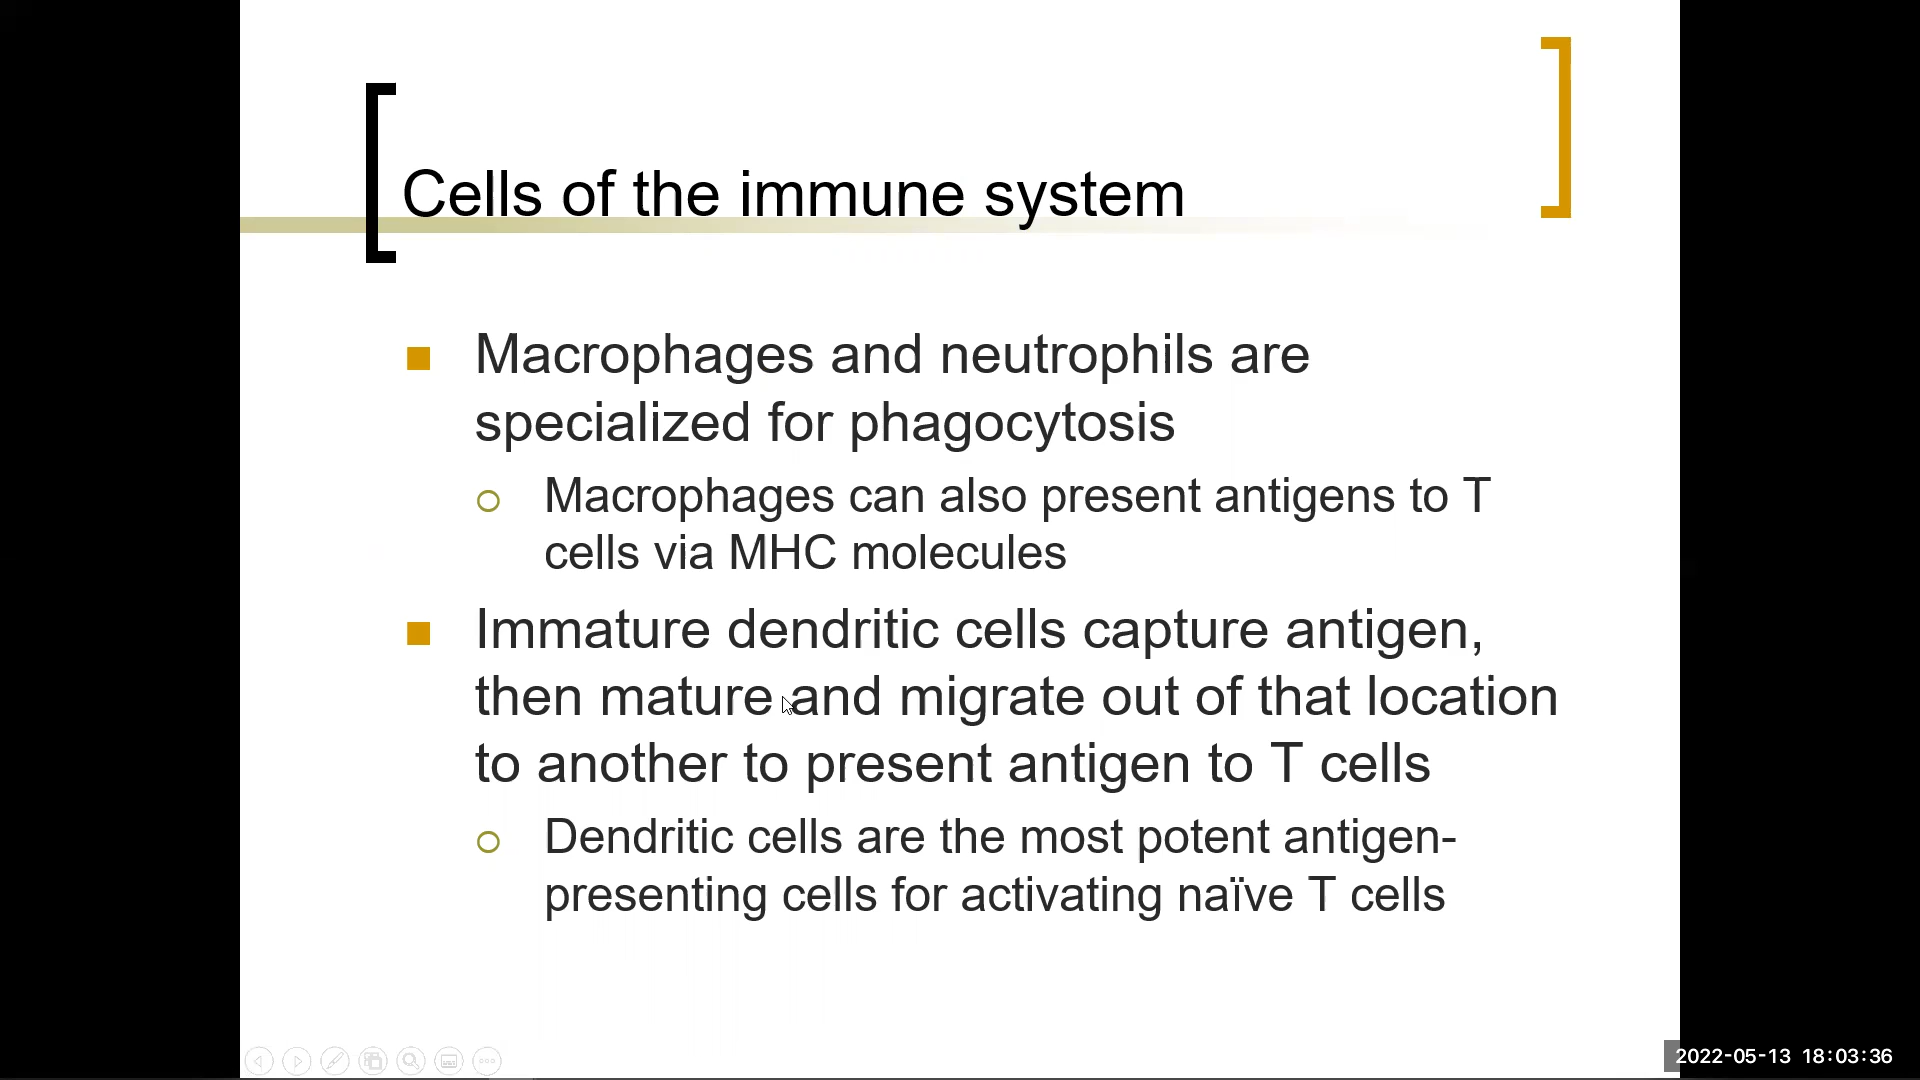 Cells of the immune system
Macrophages and neutrophils are
specialized for phagocytosis
Macrophages can also present antigens to T
cells via MHC molecules
Immature dendritic cells capture antigen,
then mature and migrate out of that location
to another to present antigen to T cells
Dendritic cells are the most potent antigen-
presenting cells for activating naïve T cells
2022-05-13 18:03:36